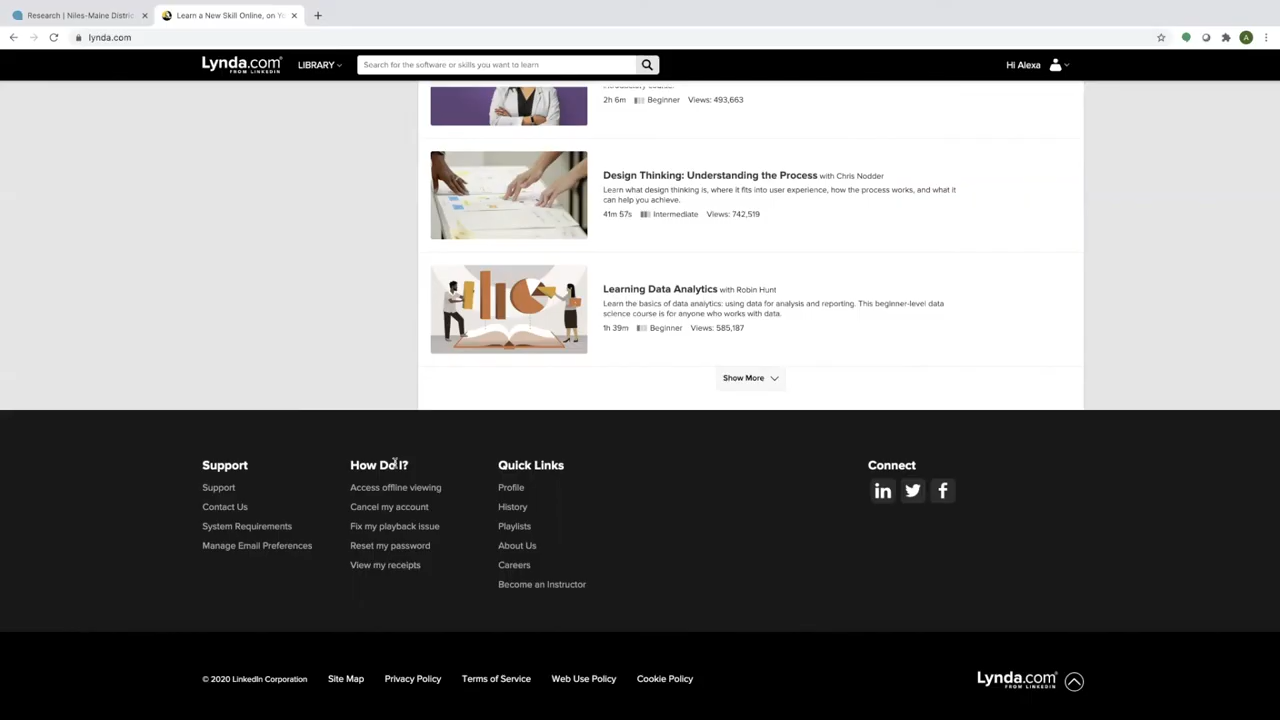 Research | Niles-Maine Distric
Learn a New Skill Online, on Yo
lynda.com
A
Lynda.com
FROM LINKEDIN
LIBRARY
Search for the software or skills you want to learn
Hi Alexa
introductory course.
2h 6m Beginner Views: 493,663
Design Thinking: Understanding the Process with Chris Nodder
Learn what design thinking is, where it fits into user experience, how the process works, and what it
can help you achieve.
41m 57s Intermediate Views: 742,519
Learning Data Analytics with Robin Hunt
Learn the basics of data analytics: using data for analysis and reporting. This beginner-level data
science course is for anyone who works with data.
1h 39m Beginner Views: 585,187
Show More
Support
Support
Contact Us
System Requirements
Manage Email Preferences
How Do I?
Access offline viewing
Cancel my account
Fix my playback issue
Reset my password
View my receipts
Quick Links
Profile
History
Playlists
About Us
Careers
Become an Instructor
Connect
© 2020 LinkedIn Corporation Site Map Privacy Policy Terms of Service Web Use Policy Cookie Policy
Lynda.com
FROM LINKEDIN